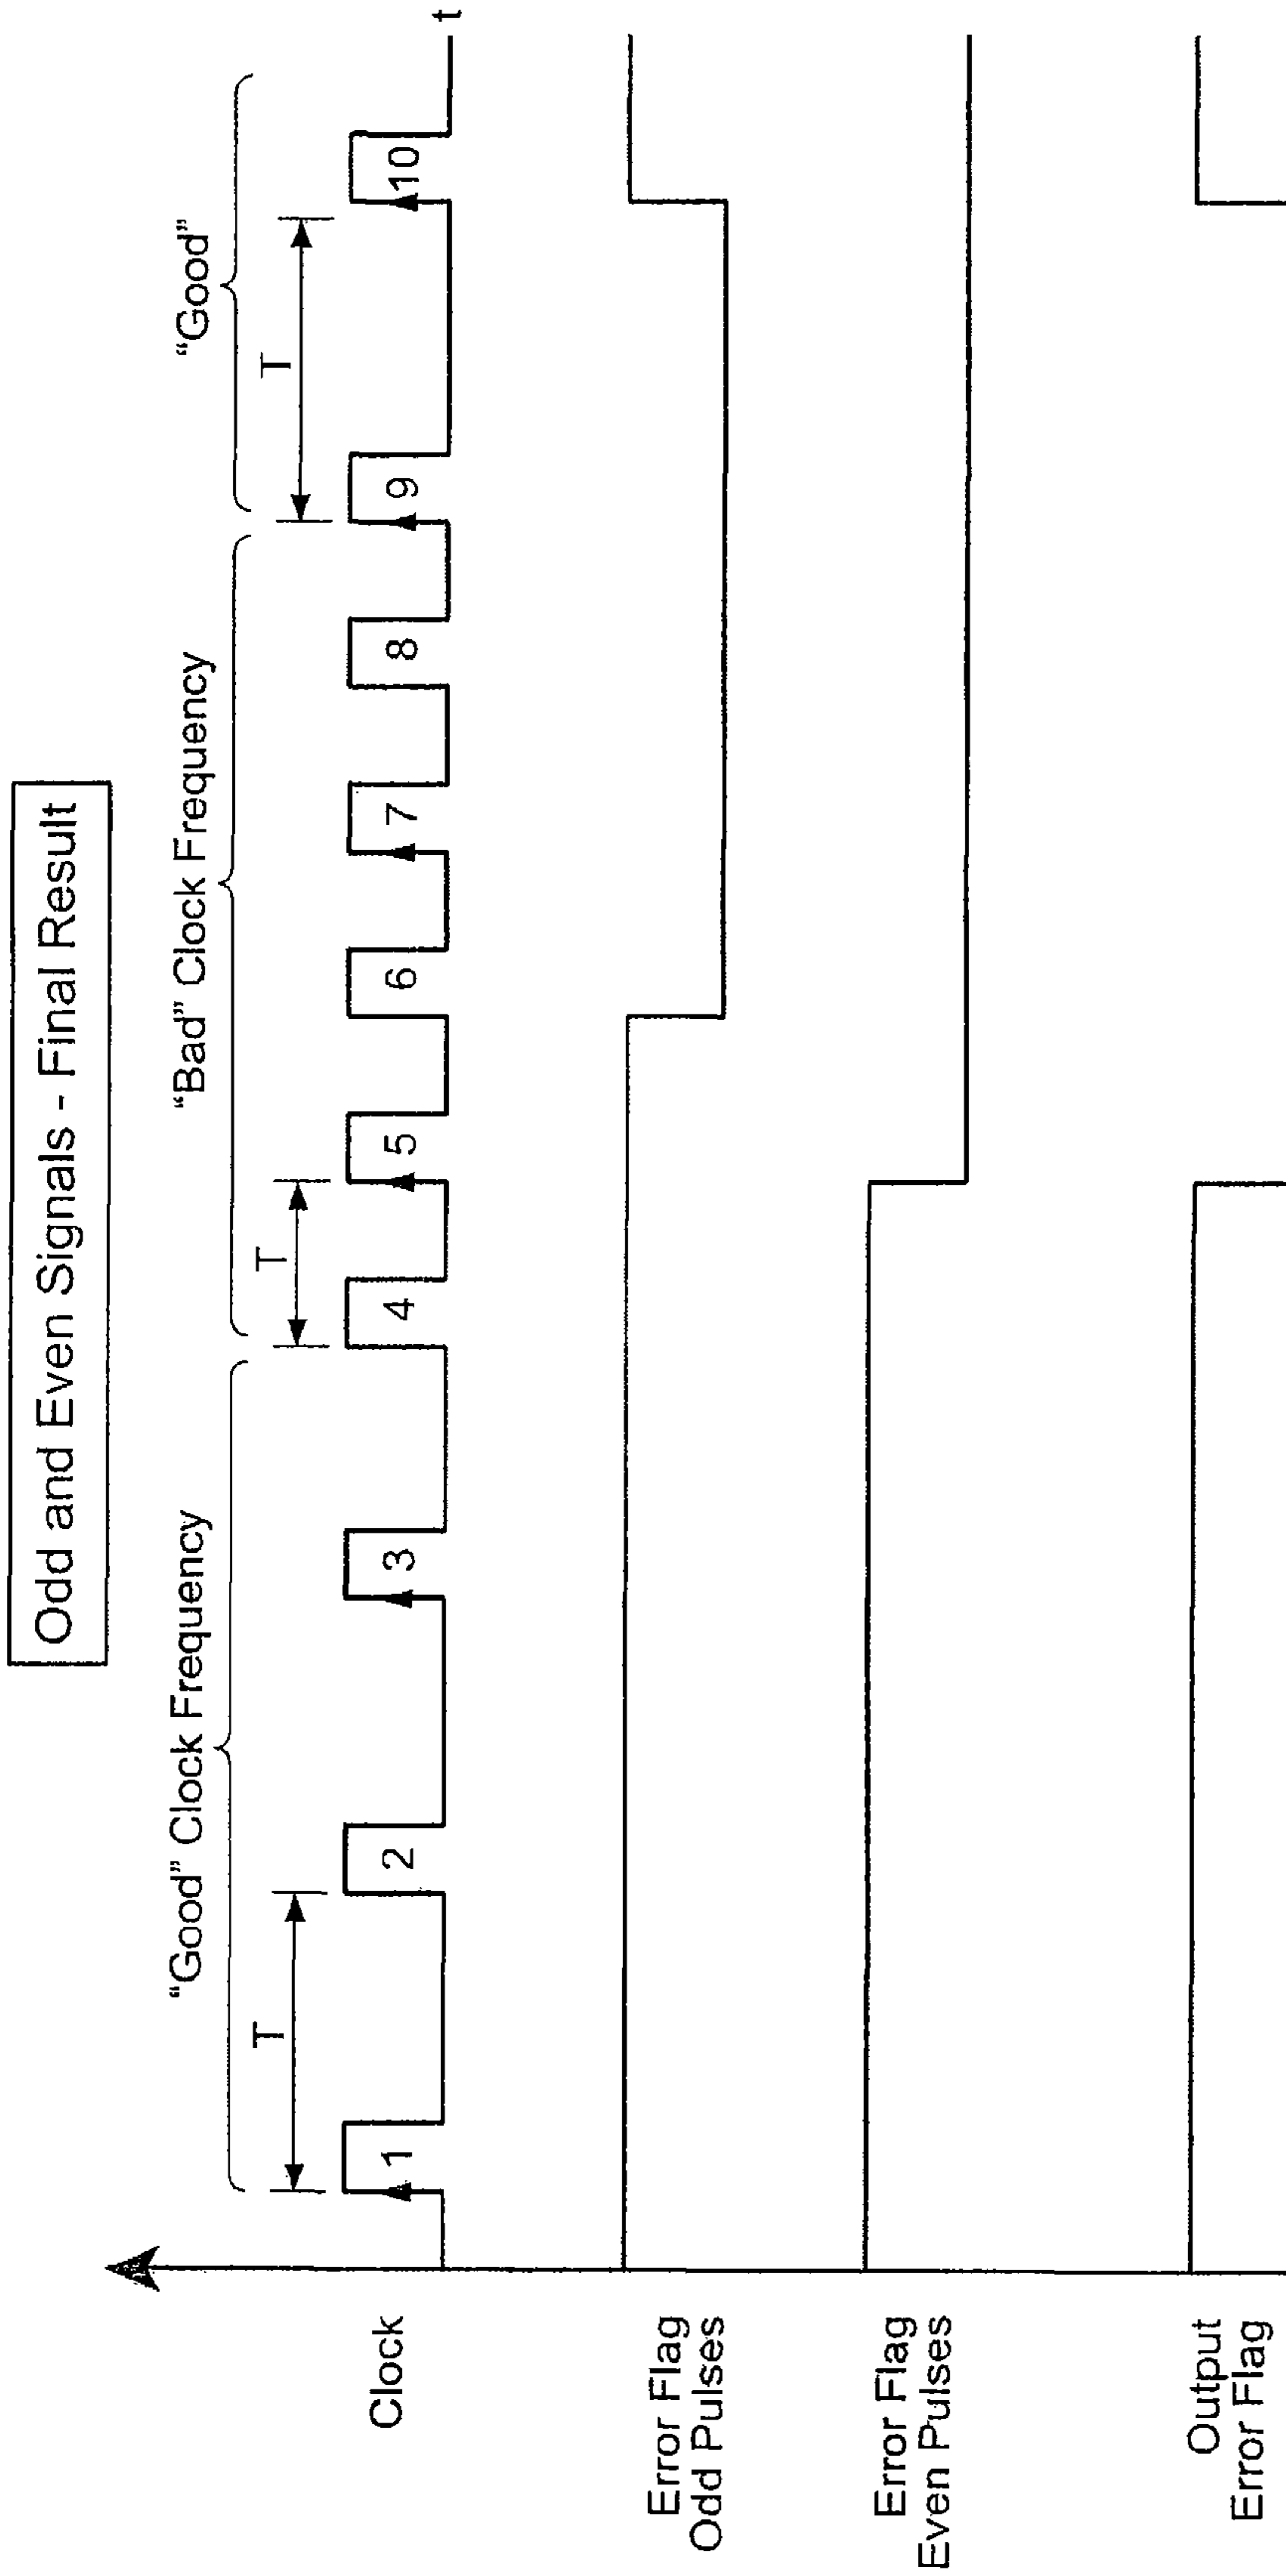 Odd and Even Signals - Final Result
“Good” Clock Frequency
“Bad” Clock Frequency
“Good”
T
T
T
Clock
1
2
3
4
5
6
7
8
9
10
t
Error Flag
Odd Pulses
Error Flag
Even Pulses
Output
Error Flag